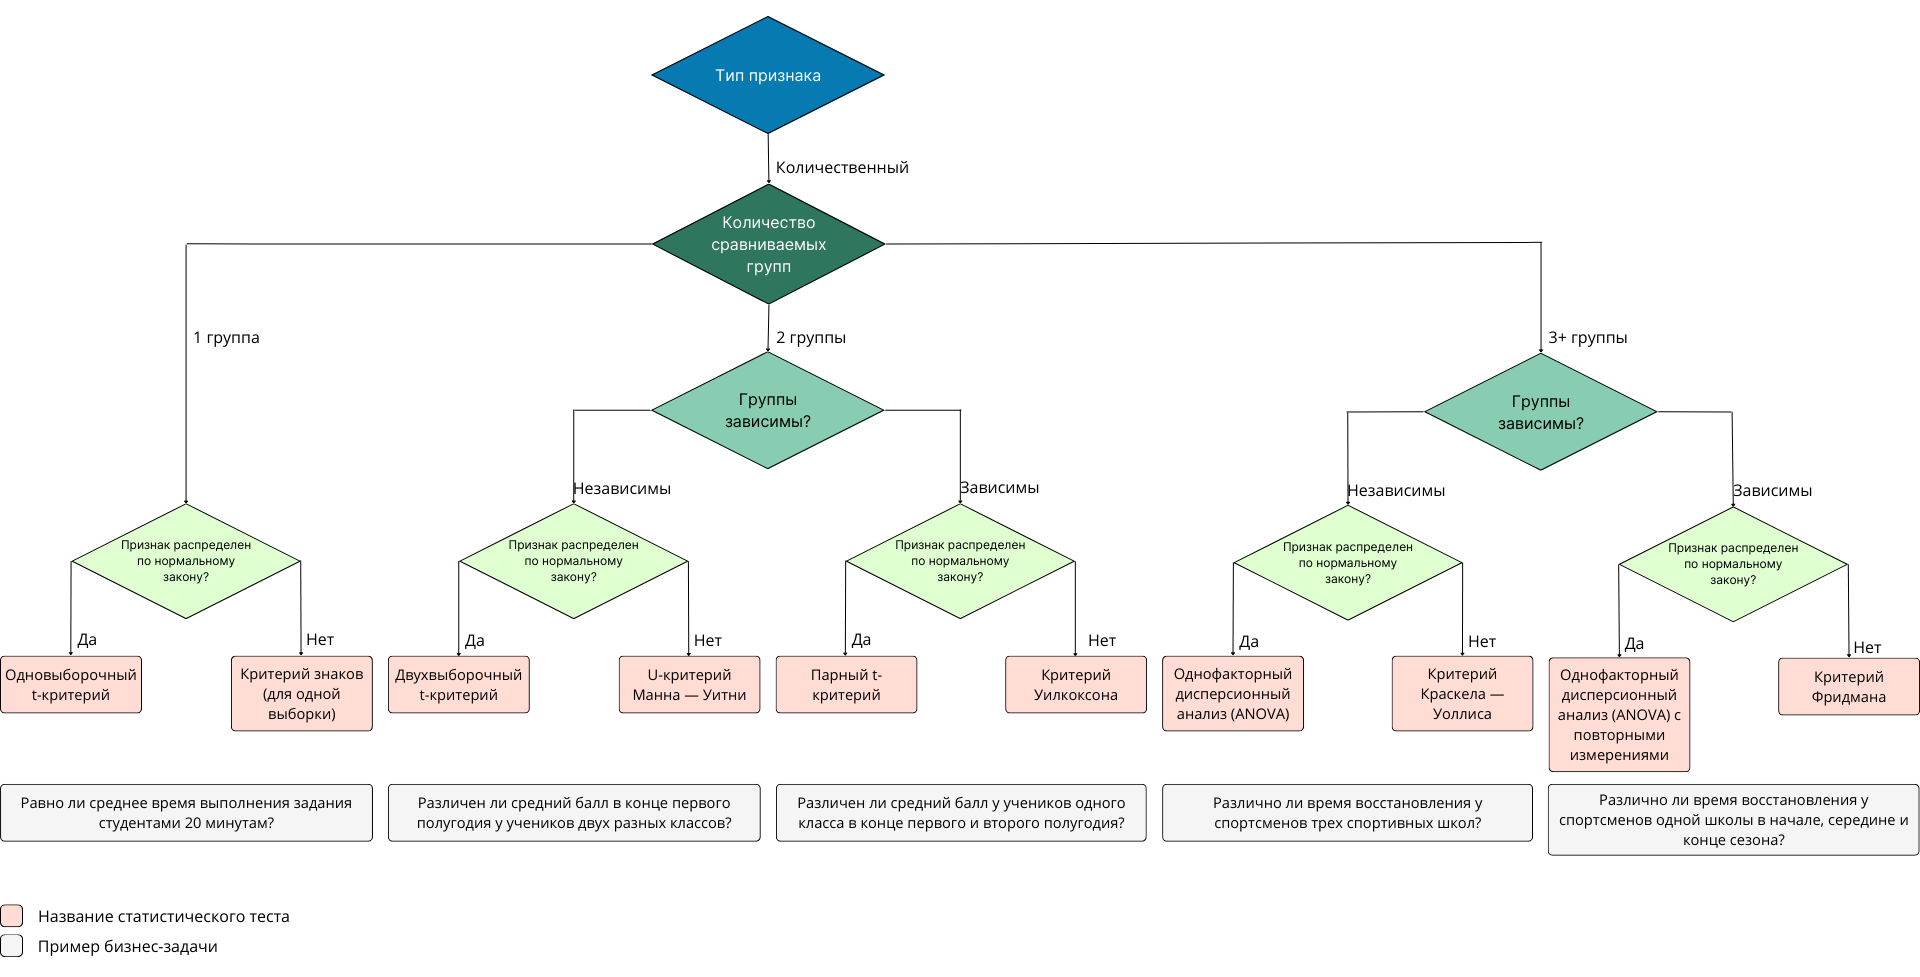 Тип признака
Количественный
Количество
сравниваемых
групп
1 группа
2 группы
3+ группы
Группы
зависимы?
Группы
зависимы?
Независимы
Зависимы
Независимы
Зависимы
Признак распределен
по нормальному
закону?
Признак распределен
по нормальному
закону?
Признак распределен
по нормальному
закону?
Признак распределен
по нормальному
закону?
Признак распределен
по нормальному
закону?
Да
Нет
Да
Нет
Да
Нет
Да
Нет
Да
Нет
Одновыборочный
t-критерий
Критерий знаков
(для одной
выборки)
Двухвыборочный
t-критерий
U-критерий
Манна — Уитни
Парный t-
критерий
Критерий
Уилкоксона
Однофакторный
дисперсионный
анализ (ANOVA)
Критерий
Краскела —
Уоллиса
Однофакторный
дисперсионный
анализ (ANOVA) с
повторными
измерениями
Критерий
Фридмана
Равно ли среднее время выполнения задания
студентами 20 минутам?
Различен ли средний балл в конце первого
полугодия у учеников двух разных классов?
Различен ли средний балл у учеников одного
класса в конце первого и второго полугодия?
Различно ли время восстановления у
спортсменов трех спортивных школ?
Различно ли время восстановления у
спортсменов одной школы в начале, середине и
конце сезона?
Название статистического теста
Пример бизнес-задачи